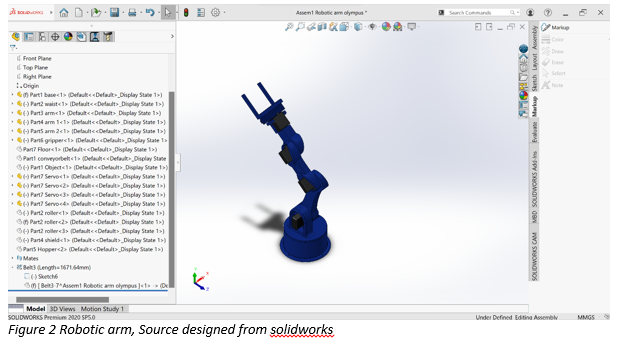 SOLIDWORKS
Assem1 Robotic arm olympus *
Search Commands
Front Plane
Top Plane
Right Plane
Origin
(f) Part1 base<1> (Default<<Default>_Display State 1>)
(-) Part2 waist<1> (Default<<Default>_Display State 1>)
(-) Part3 arm<1> (Default<<Default>_Display State 1>)
(-) Part4 arm 1<1> (Default<<Default>_Display State 1>)
(-) Part5 arm 2<1> (Default<<Default>_Display State 1>)
(-) Part6 gripper<1> (Default<<Default>_Display State 1>)
Part7 Floor<1> (Default<<Default>_Display State 1>)
Part1 conveyorbelt<1> (Default<<Default>_Display State
(-) Part1 Object<1> (Default<<Default>_Display State 1>)
(-) Part7 Servo<1> (Default<<Default>_Display State 1>)
(-) Part7 Servo<2> (Default<<Default>_Display State 1>)
(-) Part7 Servo<3> (Default<<Default>_Display State 1>)
(-) Part7 Servo<4> (Default<<Default>_Display State 1>)
(-) Part2 roller<1> (Default<<Default>_Display State 1>)
(f) Part2 roller<2> (Default<<Default>_Display State 1>)
(-) Part2 roller<3> (Default<<Default>_Display State 1>)
(-) Part4 shield<1> (Default<<Default>_Display State 1>)
Part5 Hopper<2> (Default<<Default>_Display State 1>)
Mates
Belt3 (Length=1671.64mm)
(-) Sketch6
(f) [ Belt3 7^Assem1 Robotic arm olympus ]<1> -> (De
Model 3D Views Motion Study 1
SOLIDWORKS Premium 2020 SP5.0
Under Defined Editing Assembly
MMGS
Assembly
Layout
Sketch
Markup
Evaluate
SOLIDWORKS Add-Ins
MBD
SOLIDWORKS CAM
Markup
Color
Draw
Erase
Select
Note
Figure 2 Robotic arm, Source designed from solidworks